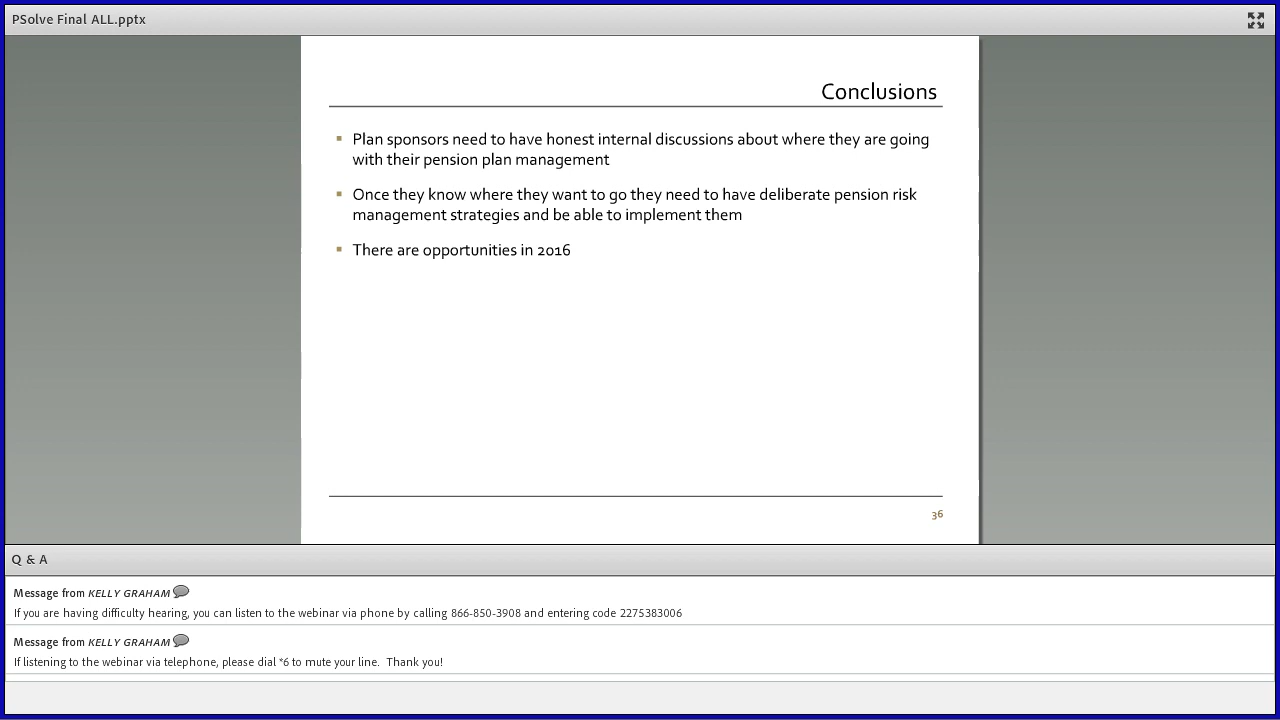 PSolve Final ALL.pptx
Conclusions
Plan sponsors need to have honest internal discussions about where they are going
with their pension plan management
Once they know where they want to go they need to have deliberate pension risk
management strategies and be able to implement them
There are opportunities in 2016
36
Q & A
Message from KELLY GRAHAM
If you are having difficulty hearing, you can listen to the webinar via phone by calling 866-850-3908 and entering code 2275383006
Message from KELLY GRAHAM
If listening to the webinar via telephone, please dial *6 to mute your line.  Thank you!